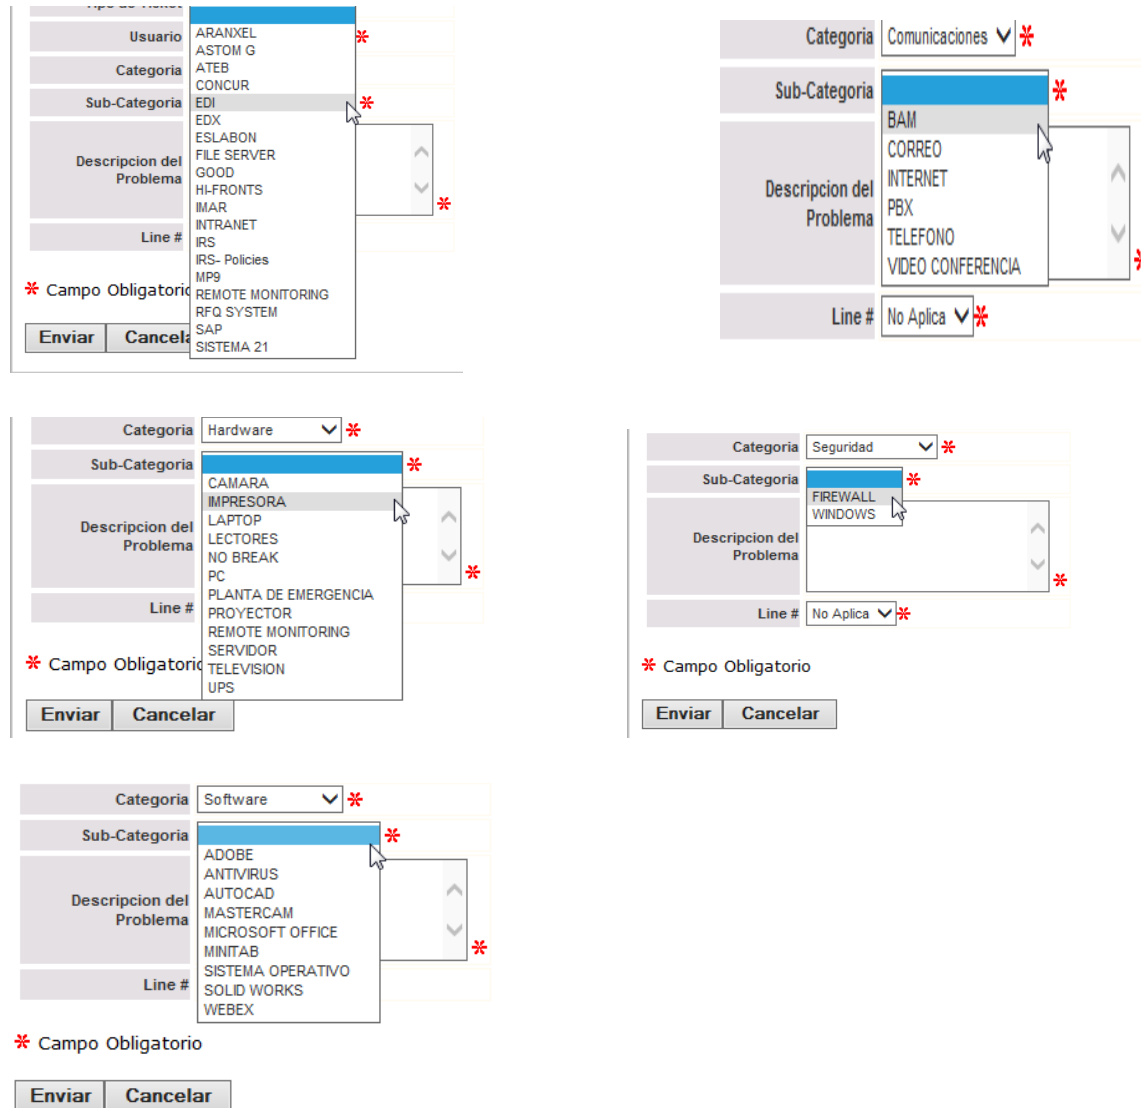 Tipo de Ticket
Usuario
Categoria
Sub-Categoria
Descripcion del
Problema
Line #
ARANXEL
ASTOM G
ATEB
CONCUR
EDI
EDX
ESLABON
FILE SERVER
GOOD
HI-FRONTS
IMAR
INTRANET
IRS
IRS- Policies
MP9
REMOTE MONITORING
RFQ SYSTEM
SAP
SISTEMA 21
Campo Obligatorio
Enviar Cancela
Categoria Comunicaciones
Sub-Categoria
BAM
CORREO
INTERNET
PBX
TELEFONO
VIDEO CONFERENCIA
Descripcion del
Problema
Line # No Aplica
Categoria Hardware
Sub-Categoria
CAMARA
IMPRESORA
LAPTOP
LECTORES
NO BREAK
PC
PLANTA DE EMERGENCIA
PROYECTOR
REMOTE MONITORING
SERVIDOR
TELEVISION
UPS
Descripcion del
Problema
Line #
Campo Obligatorio
Enviar Cancelar
Categoria Seguridad
Sub-Categoria
FIREWALL
WINDOWS
Descripcion del
Problema
Line # No Aplica
Campo Obligatorio
Enviar Cancelar
Categoria Software
Sub-Categoria
ADOBE
ANTIVIRUS
AUTOCAD
MASTERCAM
MICROSOFT OFFICE
MINITAB
SISTEMA OPERATIVO
SOLID WORKS
WEBEX
Descripcion del
Problema
Line #
Campo Obligatorio
Enviar Cancelar